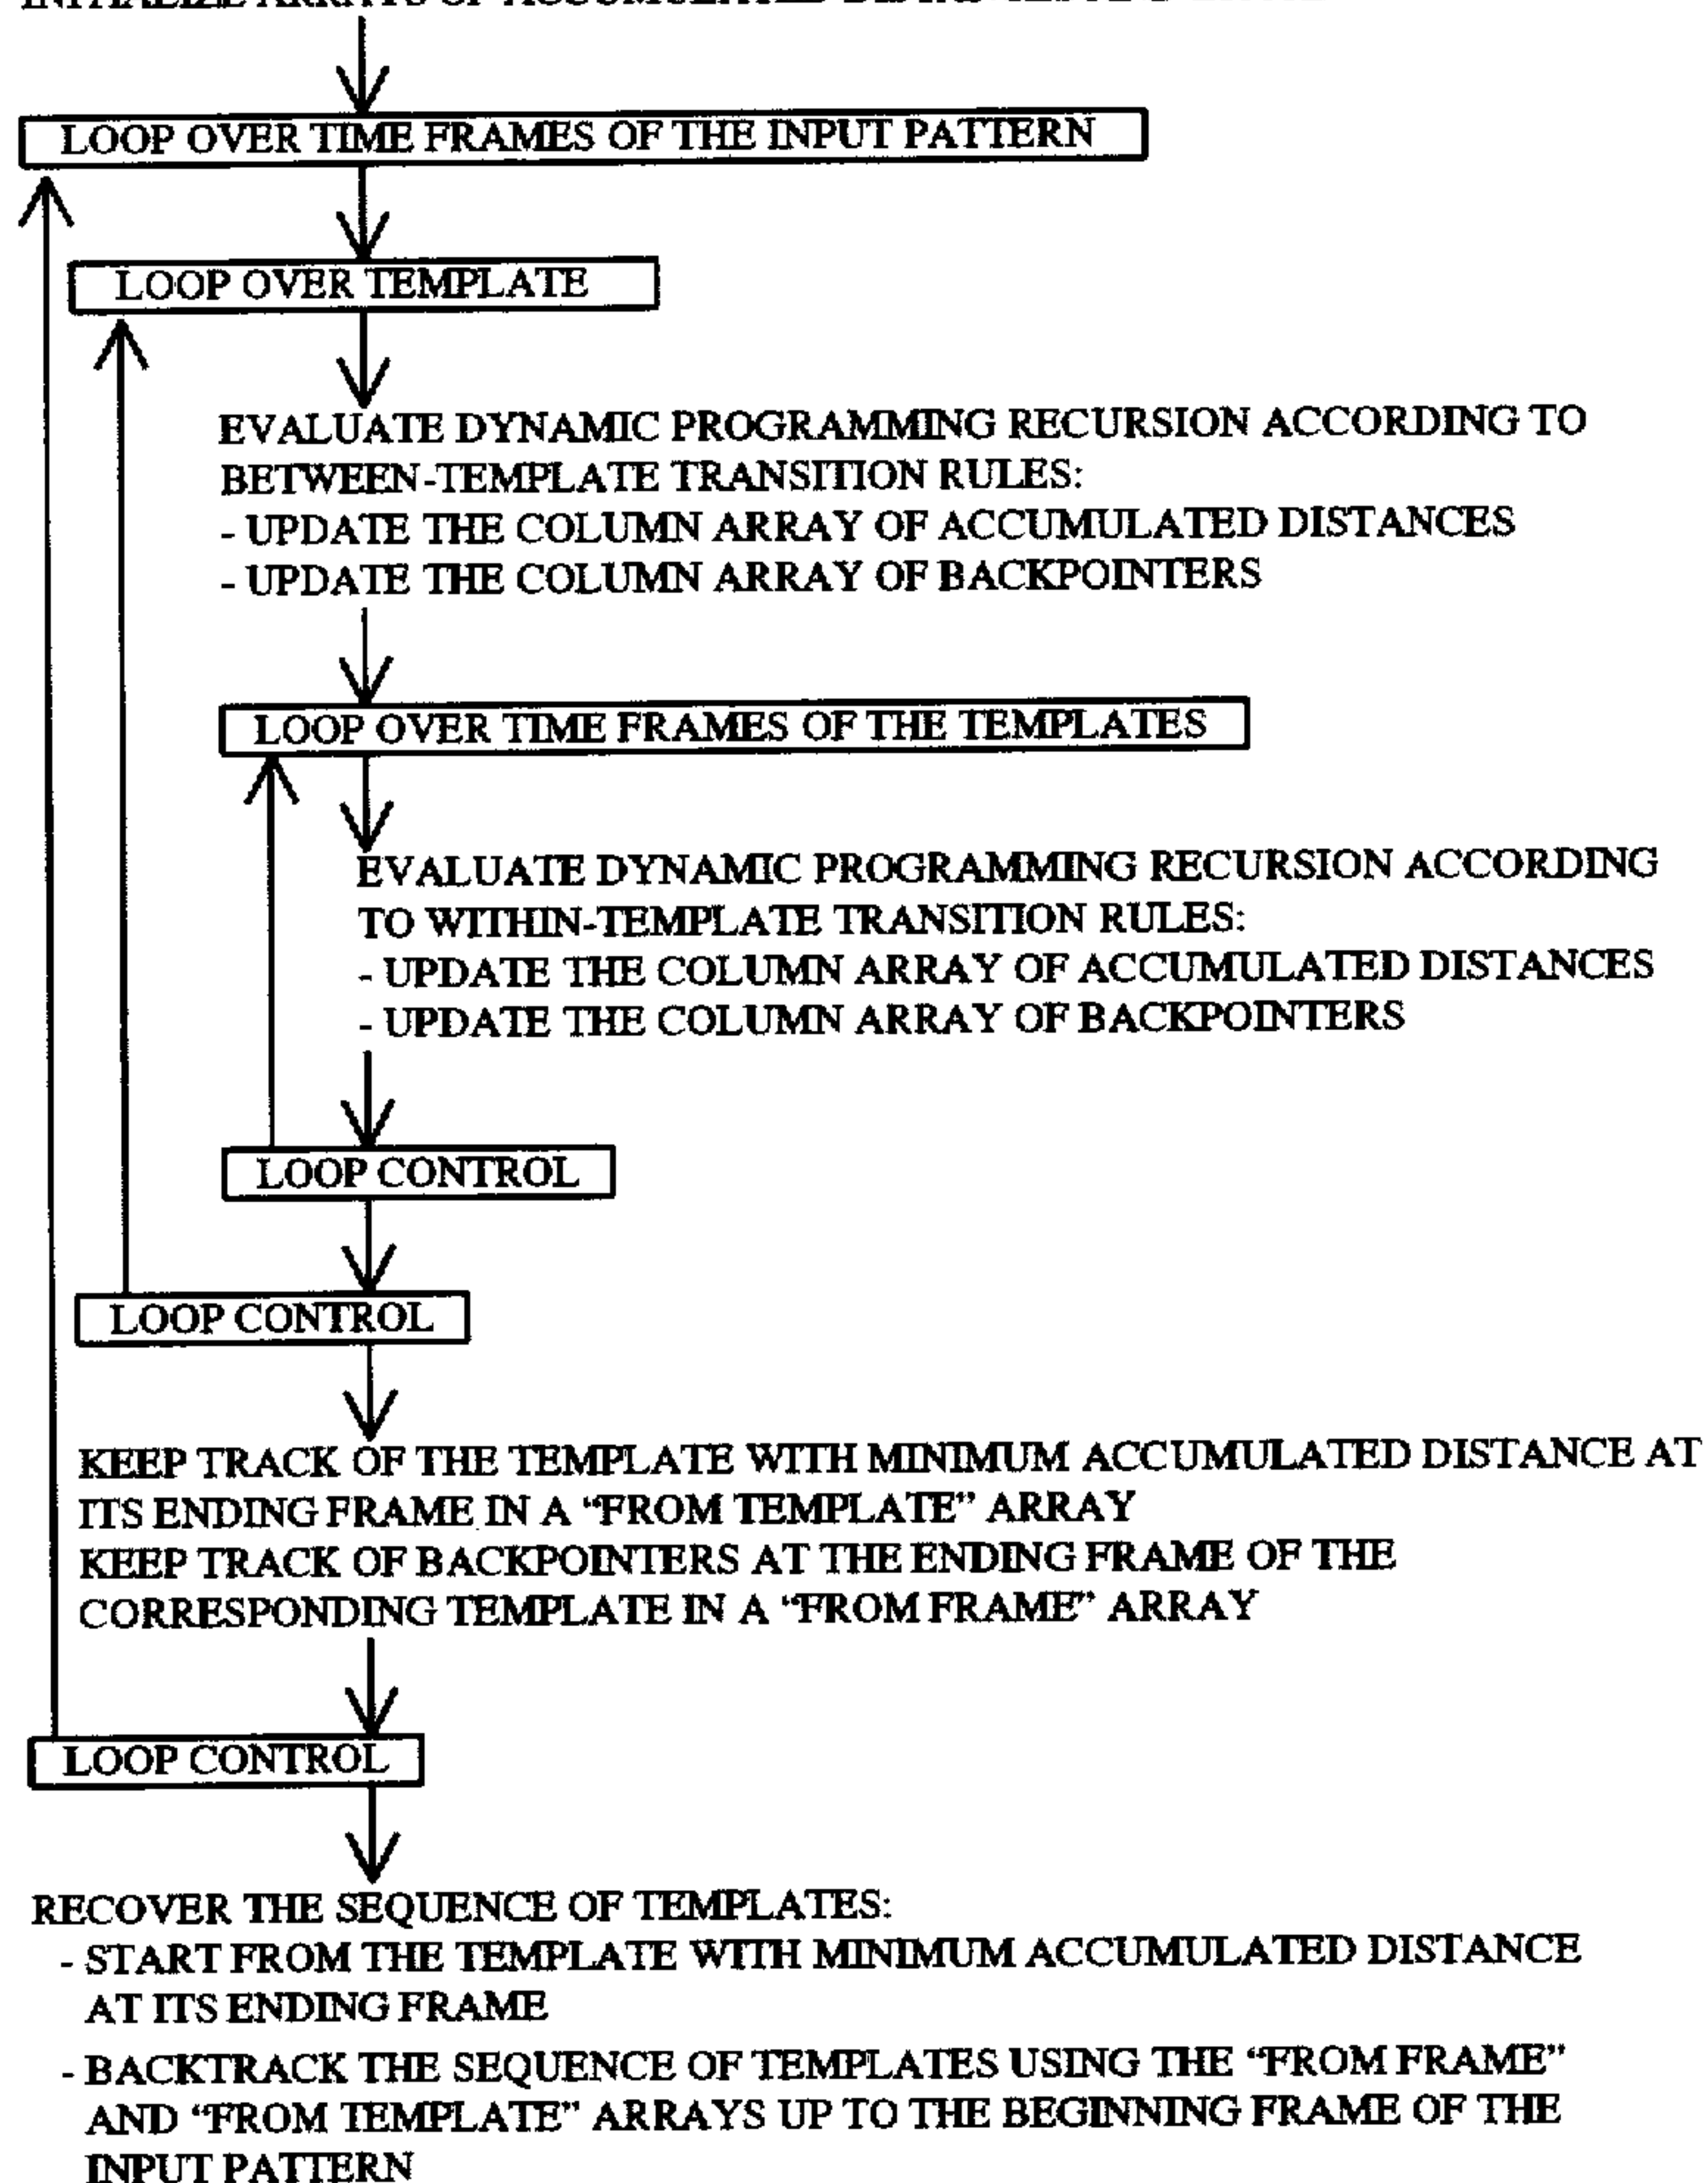 INITIALIZE ARRAYS OF ACCUMULATED
LOOP OVER TIME FRAMES OF THE INPUT PATTERN
LOOP OVER TEMPLATE
EVALUATE DYNAMIC PROGRAMMING RECURSION ACCORDING TO
BETWEEN-TEMPLATE TRANSITION RULES:
- UPDATE THE COLUMN ARRAY OF ACCUMULATED DISTANCES
- UPDATE THE COLUMN ARRAY OF BACKPOINTERS
LOOP OVER TIME FRAMES OF THE TEMPLATES
EVALUATE DYNAMIC PROGRAMMING RECURSION ACCORDING
TO WITHIN-TEMPLATE TRANSITION RULES:
- UPDATE THE COLUMN ARRAY OF ACCUMULATED DISTANCES
- UPDATE THE COLUMN ARRAY OF BACKPOINTERS
LOOP CONTROL
LOOP CONTROL
KEEP TRACK OF THE TEMPLATE WITH MINIMUM ACCUMULATED DISTANCE AT
ITS ENDING FRAME IN A “FROM TEMPLATE” ARRAY
KEEP TRACK OF BACKPOINTERS AT THE ENDING FRAME OF THE
CORRESPONDING TEMPLATE IN A “FROM FRAME” ARRAY
LOOP CONTROL
RECOVER THE SEQUENCE OF TEMPLATES:
- START FROM THE TEMPLATE WITH MINIMUM ACCUMULATED DISTANCE
AT ITS ENDING FRAME
- BACKTRACK THE SEQUENCE OF TEMPLATES USING THE “FROM FRAME”
AND “FROM TEMPLATE” ARRAYS UP TO THE BEGINNING FRAME OF THE
INPUT PATTERN